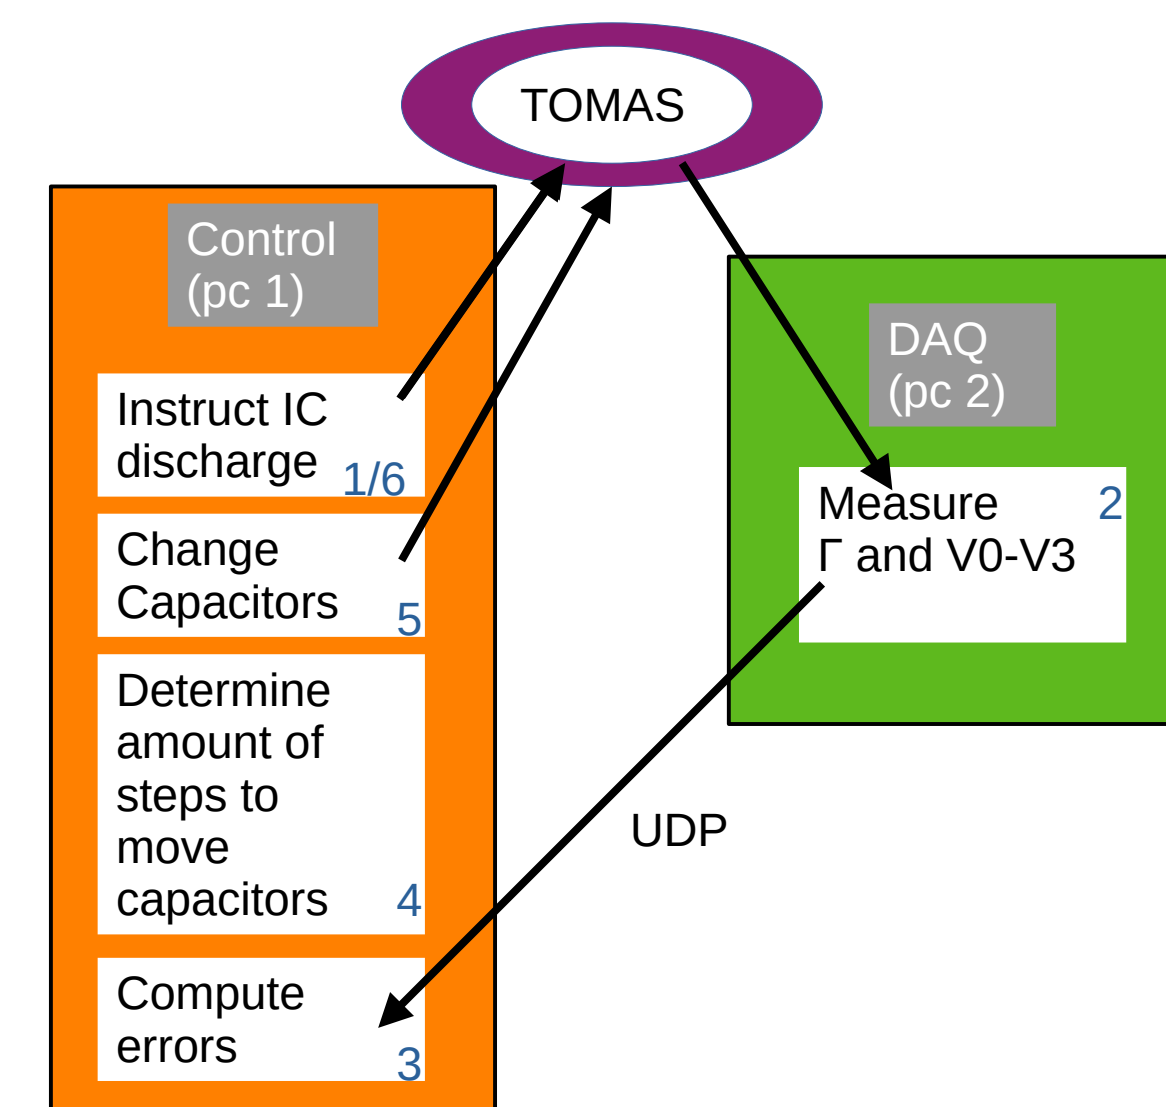 TOMAS
Control
(pc 1)
Instruct IC
discharge 1/6
Change
Capacitors
5
Determine
amount of
steps to
move
capacitors 4
Compute
errors
3
DAQ
(pc 2)
Measure 2
Γ and V0-V3
UDP